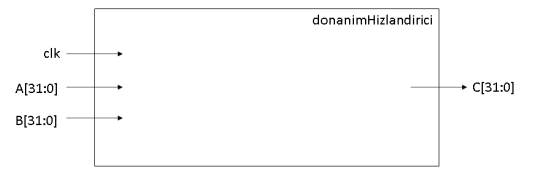 donanimHizlandirici
clk
A[31:0]
C[31:0]
B[31:0]